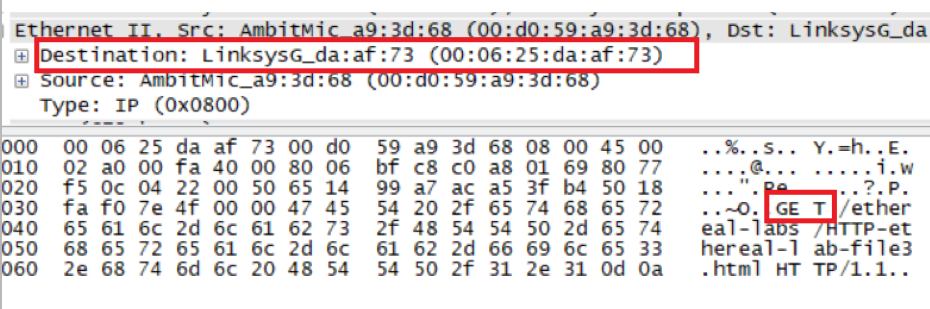 Ethernet II, Src: AmbitMic_a9:3d:68 (00:d0:59:a9:3d:68), Dst: LinksysG_da
Destination: LinksysG_da:af:73 (00:06:25:da:af:73)
Source: AmbitMic_a9:3d:68 (00:d0:59:a9:3d:68)
Type: IP (0x0800)
000 00 06 25 da af 73 00 d0 59 a9 3d 68 08 00 45 00 ..%..s.. Y.=h..E.
010 02 a0 00 fa 40 00 80 06 bf c8 c0 a8 01 69 80 77 ....@... .....i.w
020 f5 0c 04 22 00 50 65 14 99 a7 ac a5 3f b4 50 18 ...".Pe. ....?.P.
030 fa f0 7e 4f 00 00 47 45 54 20 2f 65 74 68 65 72 ..~O..GE T /ether
040 65 61 6c 2d 6c 61 62 73 2f 48 54 54 50 2d 65 74 eal-labs /HTTP-et
050 68 65 72 65 61 6c 2d 6c 61 62 2d 66 69 6c 65 33 hereal-l ab-file3
060 2e 68 74 6d 6c 20 48 54 54 50 2f 31 2e 31 0d 0a .html HT TP/1.1..